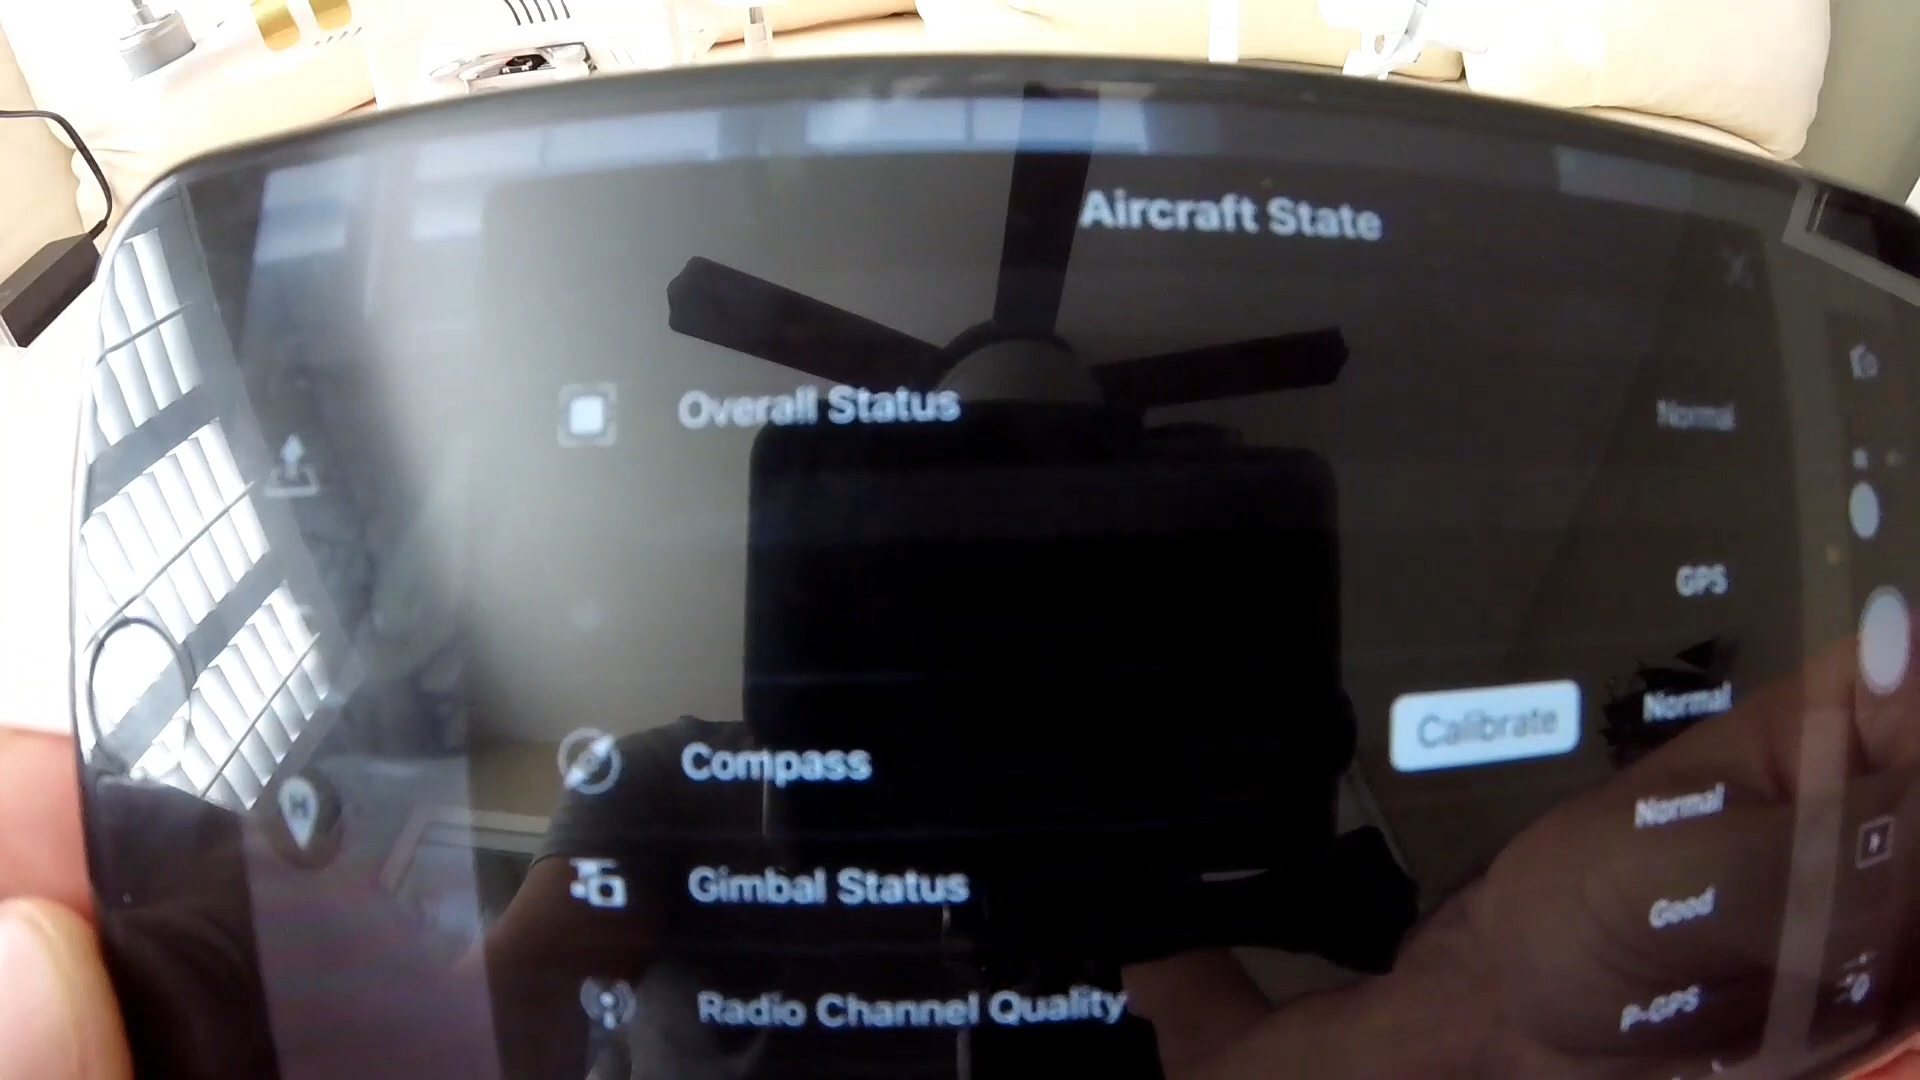 Aircraft State
Overall Status Normal
GPS
Compass Calibrate Normal
Gimbal Status Normal
Radio Channel Quality Good
P-GPS
H